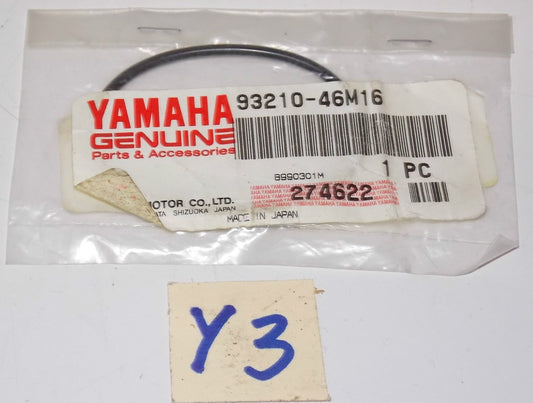 YAMAHA
GENUINE
Parts & Accessories
93210-46M16
1 PC
B990301M
274622
MOTOR CO., LTD.
ATA SHIZUOKA JAPAN
MADE IN JAPAN
Y3